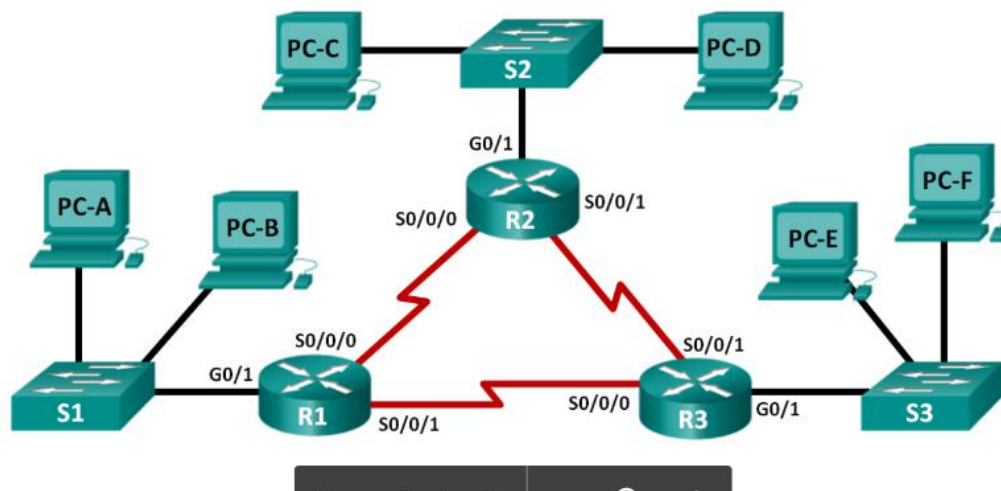 PC-C
S2
PC-D
G0/1
PC-A
PC-B
S0/0/0
R2
S0/0/1
PC-E
PC-F
S0/0/0
S0/0/1
G0/1
S1
R1
S0/0/1
S0/0/0
R3
G0/1
S3